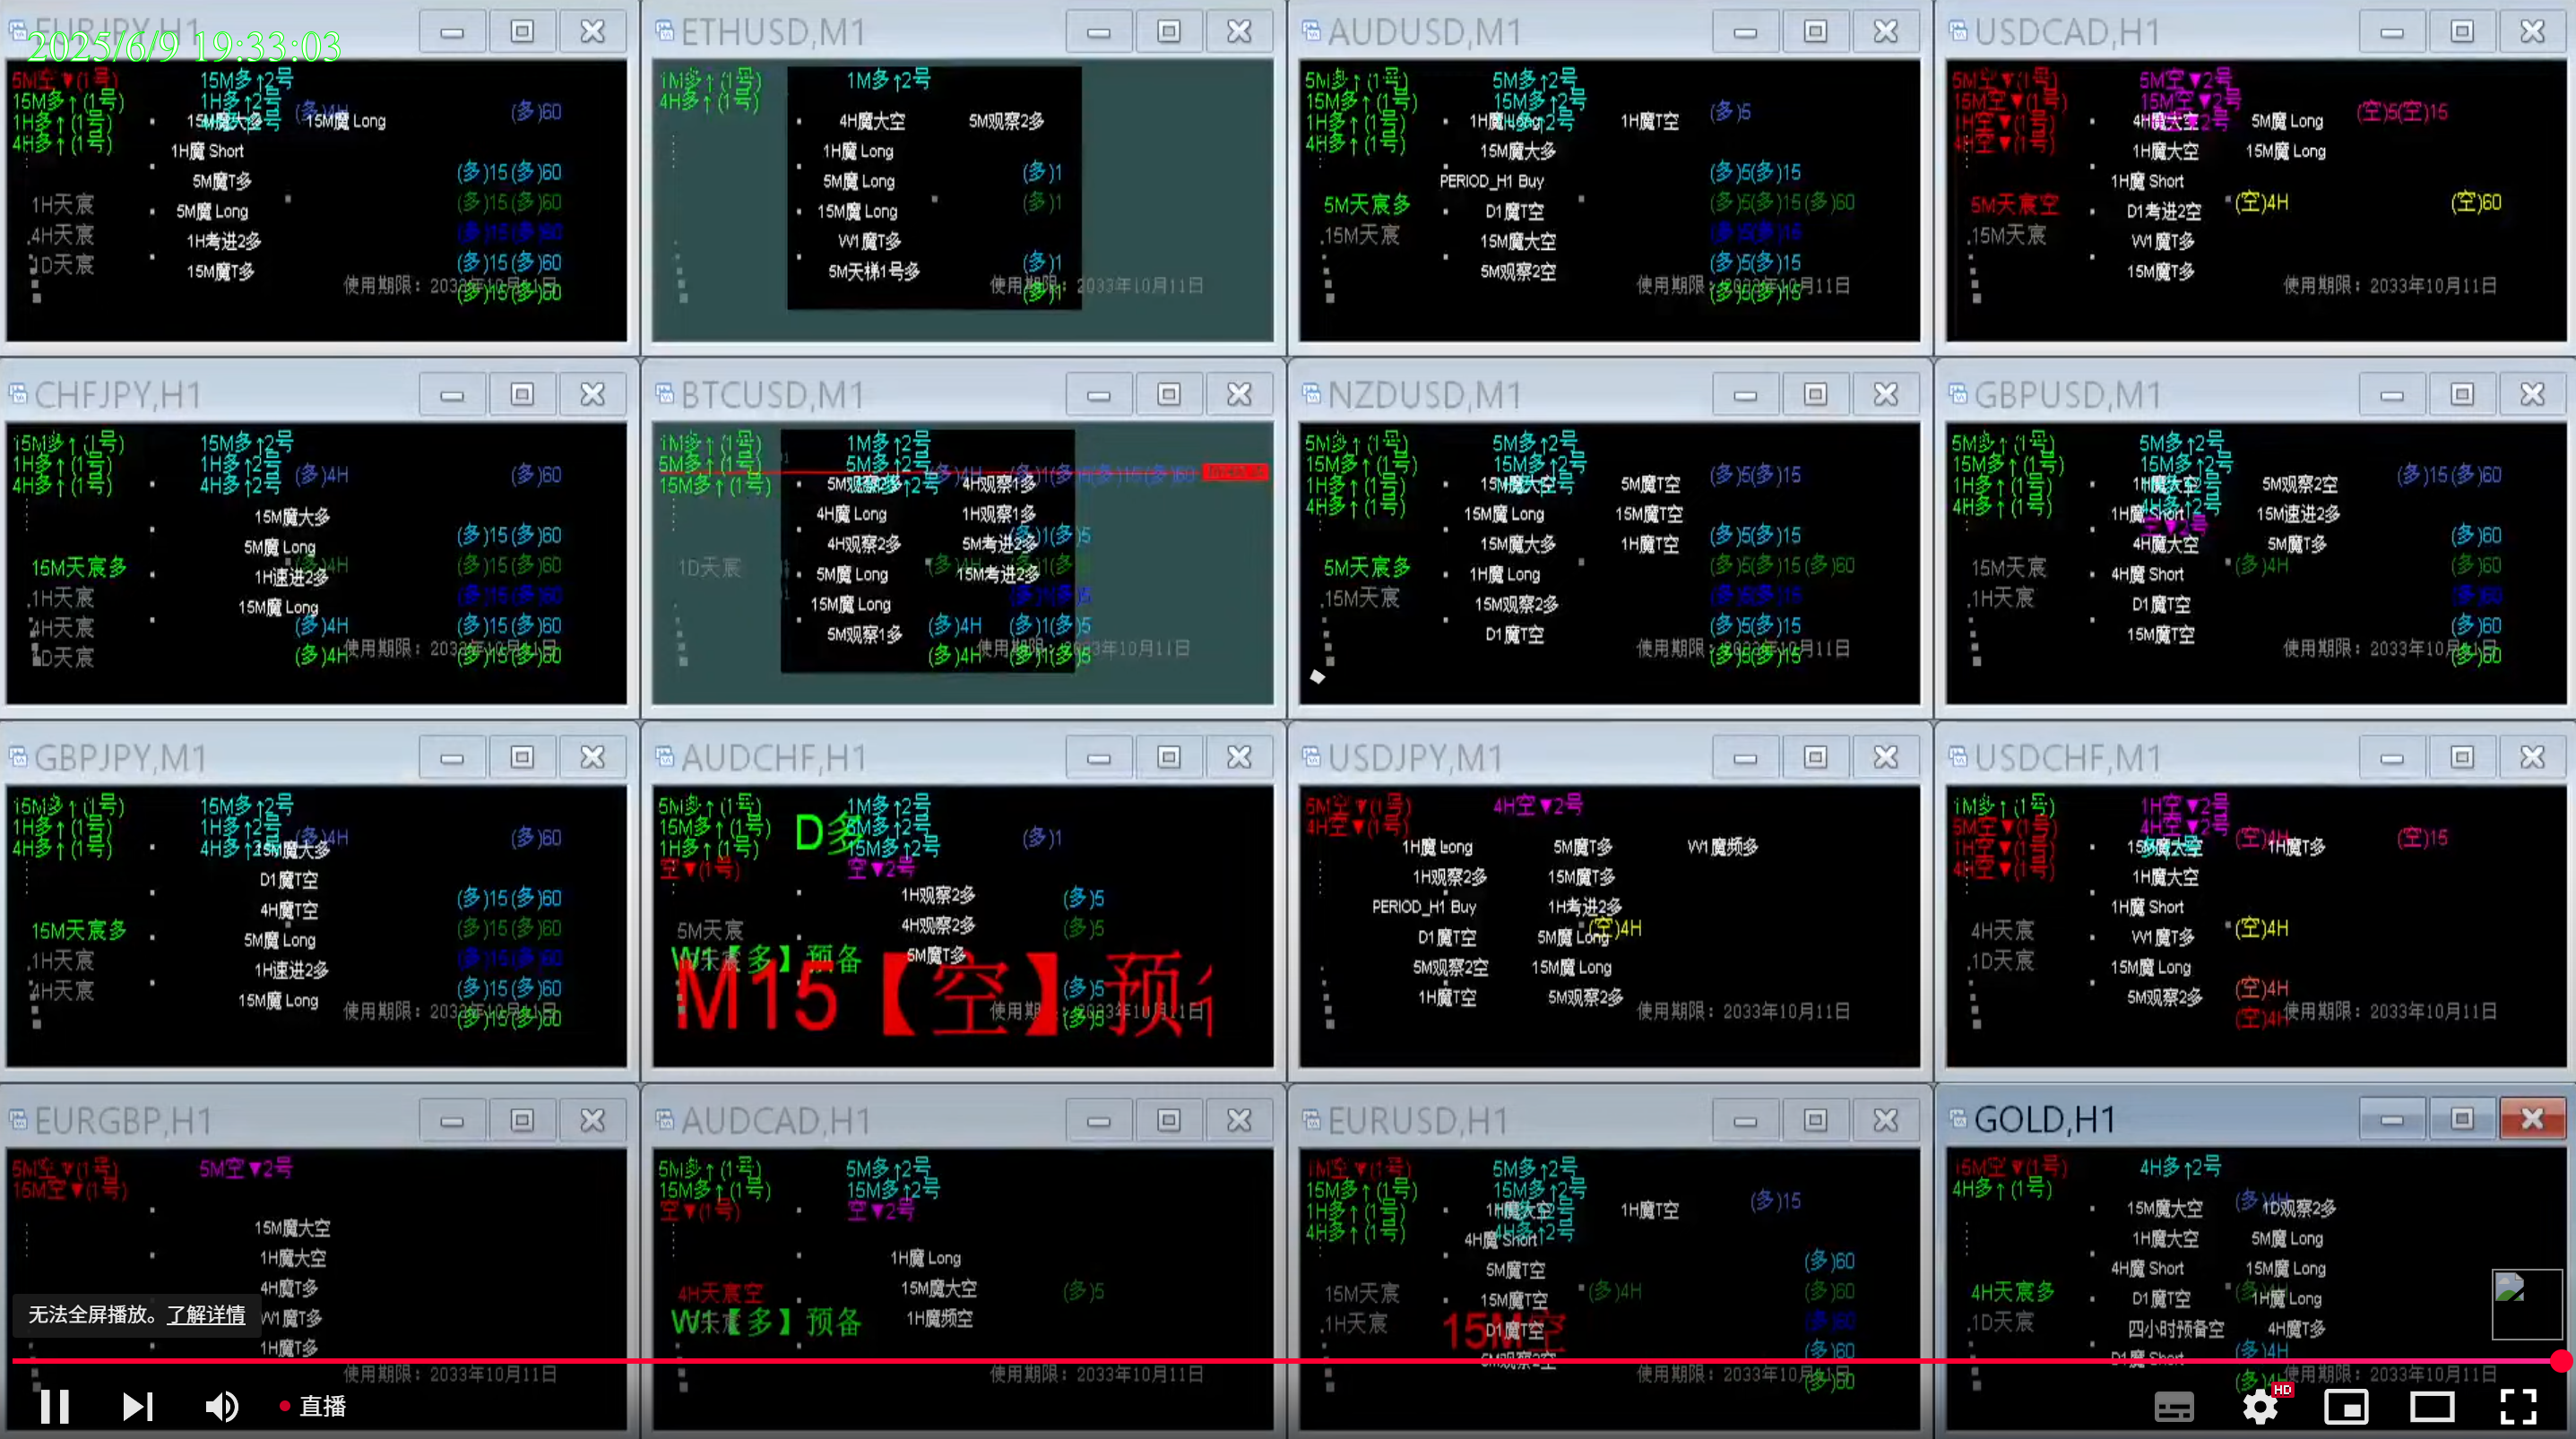 EURJPY,H1
2025/6/9 19:33:03
5M空▼(1号) 15M多↑2号
15M多↑(1号) 1H多↑2号 (多)4H (多)60
1H多↑(1号) 15M魔大多 15M魔 Long
4H多↑(1号) 1H魔 Short
(多)15(多)60
5M魔T多
1H天宸 5M魔 Long (多)15(多)60
4H天宸 1H考进2多 (多)15(多)60
1D天宸 15M魔T多 (多)15(多)60
使用期限：2033年10月11日
(多)15(多)60
ETHUSD,M1
1M多↑(1号) 1M多↑2号
4H多↑(1号)
4H魔大空 5M观察2多
1H魔 Long
5M魔 Long (多)1
15M魔 Long (多)1
W1魔T多
5M天梯1号多 (多)1
使用期限：2033年10月11日
(多)1
AUDUSD,M1
5M多↑(1号) 5M多↑2号
15M多↑(1号) 15M多↑2号 (多)5
1H多↑(1号) 1H魔 Long 1H魔T空
4H多↑(1号) 15M魔大多
PERIOD_H1 Buy (多)5(多)15
5M天宸多 D1魔T空 (多)5(多)15(多)60
15M天宸 15M魔大空 (多)5(多)15
5M观察2空 (多)5(多)15
使用期限：2033年10月11日
(多)5(多)15
USDCAD,H1
5M空▼(1号) 5M空▼2号
15M空▼(1号) 15M空▼2号 (空)5(空)15
1H空▼(1号) 4H魔大空 5M魔 Long
4H空▼(1号) 1H魔大空 15M魔 Long
1H魔 Short
5M天宸空 D1考进2空 (空)4H (空)60
15M天宸 W1魔T多
15M魔T多
使用期限：2033年10月11日
CHFJPY,H1
15M多↑(1号) 15M多↑2号
1H多↑(1号) 1H多↑2号 (多)4H (多)60
4H多↑(1号) 4H多↑2号
15M魔大多
5M魔 Long (多)15(多)60
15M天宸多 1H速进2多 (多)4H (多)15(多)60
1H天宸 15M魔 Long (多)15(多)60
4H天宸 (多)4H (多)15(多)60
1D天宸 (多)4H 使用期限：2033年10月11日
(多)15(多)60
BTCUSD,M1
1M多↑(1号) 1M多↑2号
5M多↑(1号) 5M多↑2号 (多)4H
15M多↑(1号) 5M观察2多 4H观察1多
4H魔 Long 1H观察1多
4H观察2多 5M考进2多 (多)1(多)5
1D天宸 5M魔 Long (多)4H 15M考进2多
15M魔 Long (多)1(多)5
5M观察1多 (多)4H (多)1(多)5
(多)4H 使用期限：2033年10月11日
(多)1(多)5
NZDUSD,M1
5M多↑(1号) 5M多↑2号
15M多↑(1号) 15M多↑2号 (多)5(多)15
1H多↑(1号) 15M魔大空 5M魔T空
4H多↑(1号) 15M魔 Long 15M魔T空
15M魔大多 1H魔T空 (多)5(多)15
5M天宸多 1H魔 Long (多)5(多)15(多)60
15M天宸 15M观察2多 (多)5(多)15
D1魔T空 (多)5(多)15
使用期限：2033年10月11日
(多)5(多)15
GBPUSD,M1
5M多↑(1号) 5M多↑2号
15M多↑(1号) 15M多↑2号 (多)15(多)60
1H多↑(1号) 1H魔大空 5M观察2空
4H多↑(1号) 1H魔 Short 4H多↑2号 15M速进2多
空▼2号
4H魔大空 5M魔T多 (多)60
15M天宸 4H魔 Short (多)4H (多)60
1H天宸 D1魔T空 (多)60
15M魔T空 (多)60
使用期限：2033年10月11日
(多)60
GBPJPY,M1
15M多↑(1号) 15M多↑2号
1H多↑(1号) 1H多↑2号 (多)4H (多)60
4H多↑(1号) 4H多↑2号 15M魔大多
D1魔T空
4H魔T空 (多)15(多)60
15M天宸多 5M魔 Long (多)15(多)60
1H天宸 1H速进2多 (多)15(多)60
4H天宸 15M魔 Long (多)15(多)60
使用期限：2033年10月11日
(多)15(多)60
AUDCHF,H1
5M多↑(1号) 1M多↑2号
15M多↑(1号) D多 5M多↑2号 (多)1
1H多↑(1号) 15M多↑2号
空▼(1号) 空▼2号
1H观察2多 (多)5
5M天宸 4H观察2多 (多)5
W1【多】预备 5M魔T多
M15【空】预 (多)5
使用期限：2033年10月11日
(多)5
USDJPY,M1
5M空▼(1号) 4H空▼2号
4H空▼(1号)
1H魔 Long 5M魔T多 W1魔频多
1H观察2多 15M魔T多
PERIOD_H1 Buy 1H考进2多
D1魔T空 5M魔 Long (空)4H
5M观察2空 15M魔 Long
1H魔T空 5M观察2多
使用期限：2033年10月11日
USDCHF,M1
1M多↑(1号) 1H空▼2号
5M空▼(1号) 4H空▼2号 (空)4H (空)15
1H空▼(1号) 15M魔大空 1H魔T多
4H空▼(1号) 1H魔大空
1H魔 Short
4H天宸 W1魔T多 (空)4H
1D天宸 15M魔 Long
5M观察2多 (空)4H
(空)4H 使用期限：2033年10月11日
EURGBP,H1
5M空▼(1号) 5M空▼2号
15M空▼(1号)
15M魔大空
1H魔大空
4H魔T多
W1魔T多
1H魔T多
使用期限：2033年10月11日
AUDCAD,H1
5M多↑(1号) 5M多↑2号
15M多↑(1号) 15M多↑2号
空▼(1号) 空▼2号
1H魔 Long
4H天宸空 15M魔大空 (多)5
W1【多】预备 1H魔频空
使用期限：2033年10月11日
EURUSD,H1
1M空▼(1号) 5M多↑2号
15M多↑(1号) 15M多↑2号 (多)15
1H多↑(1号) 1H魔大空 1H魔T空
4H多↑(1号) 4H魔 Short 4H多↑2号
5M魔T空 (多)60
15M天宸 15M魔T空 (多)4H (多)60
1H天宸 15M空 D1魔T空 (多)60
5M观察2空 (多)60
使用期限：2033年10月11日
(多)60
GOLD,H1
15M空▼(1号) 4H多↑2号
4H多↑(1号) 15M魔大空 (多)4H 1D观察2多
1H魔大空 5M魔 Long
4H魔 Short 15M魔 Long
4H天宸多 D1魔T空 1H魔 Long
1D天宸 四小时预备空 4H魔T多
D1魔 Short (多)4H
(多)4H 使用期限：2033年10月11日
无法全屏播放。了解详情
直播
HD